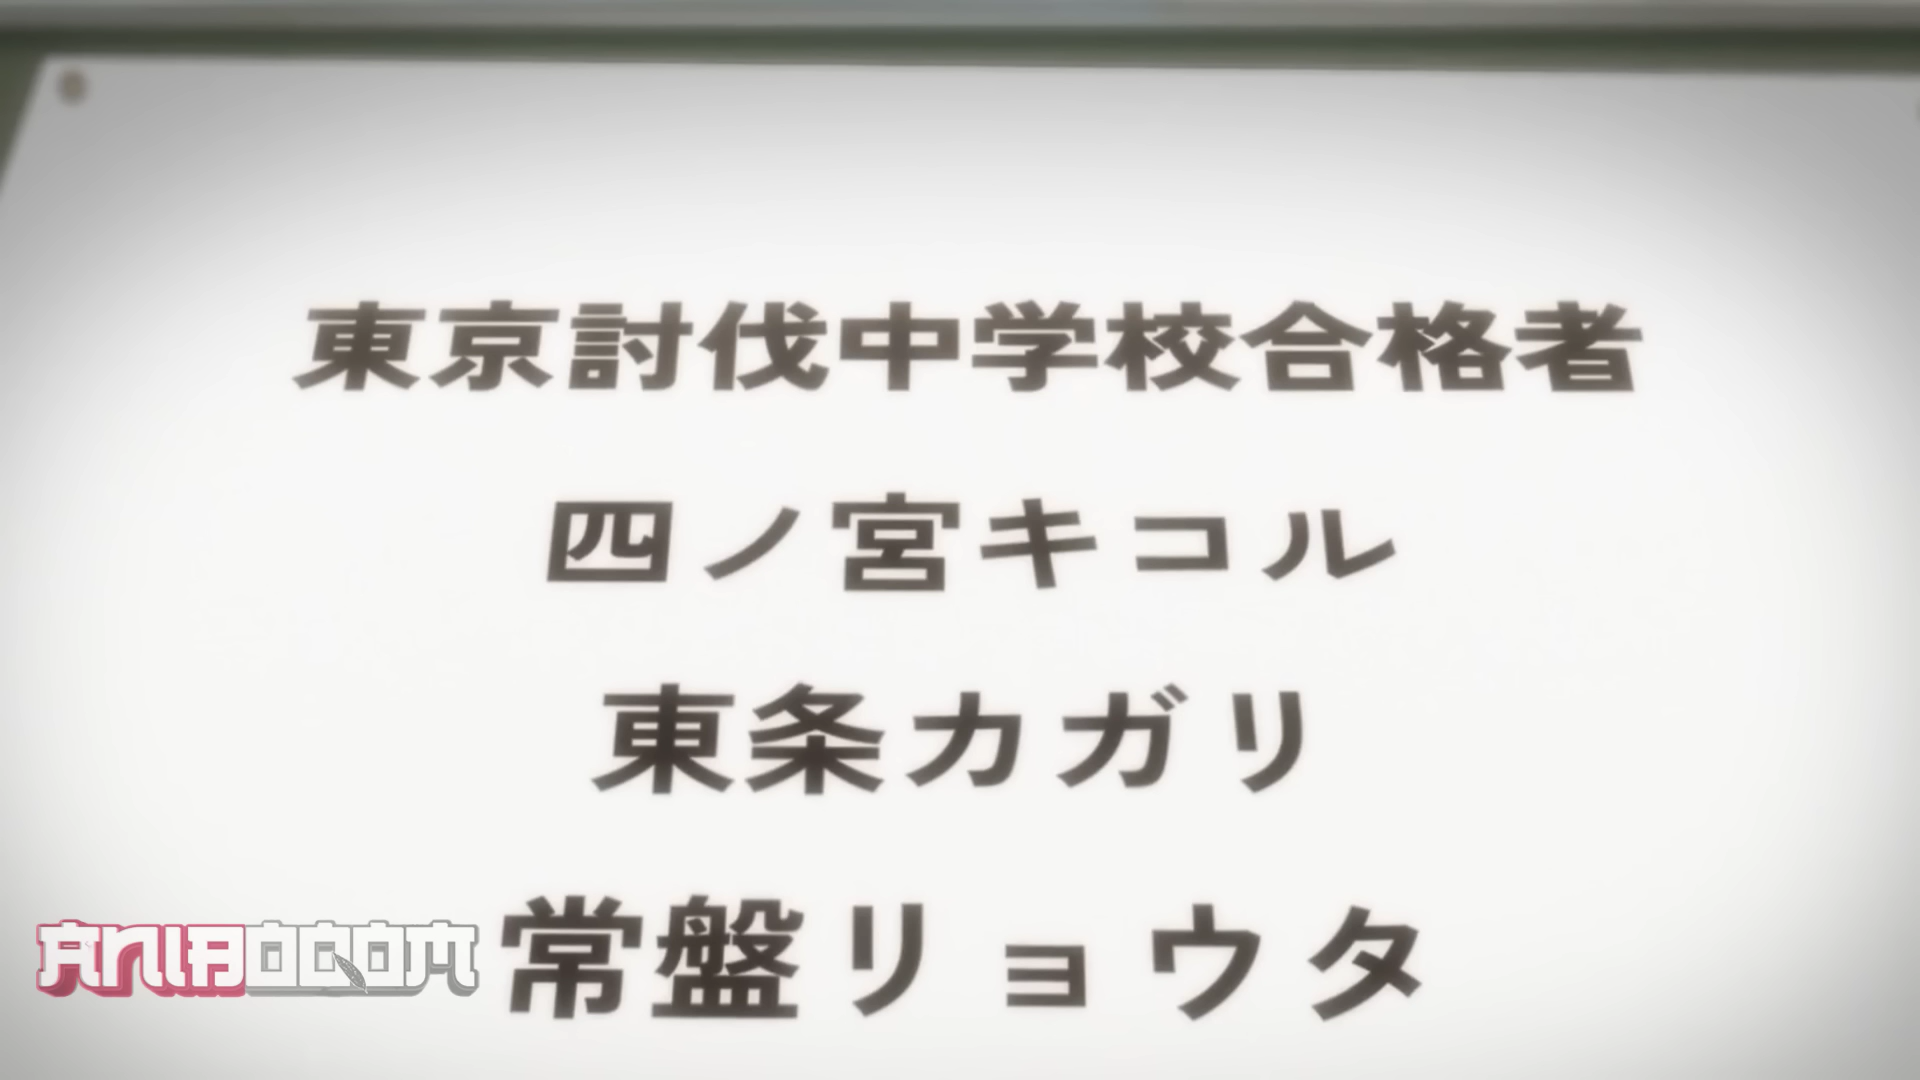 東京討伐中学校合格者
四ノ宮キコル
東条カガリ
常盤リョウタ